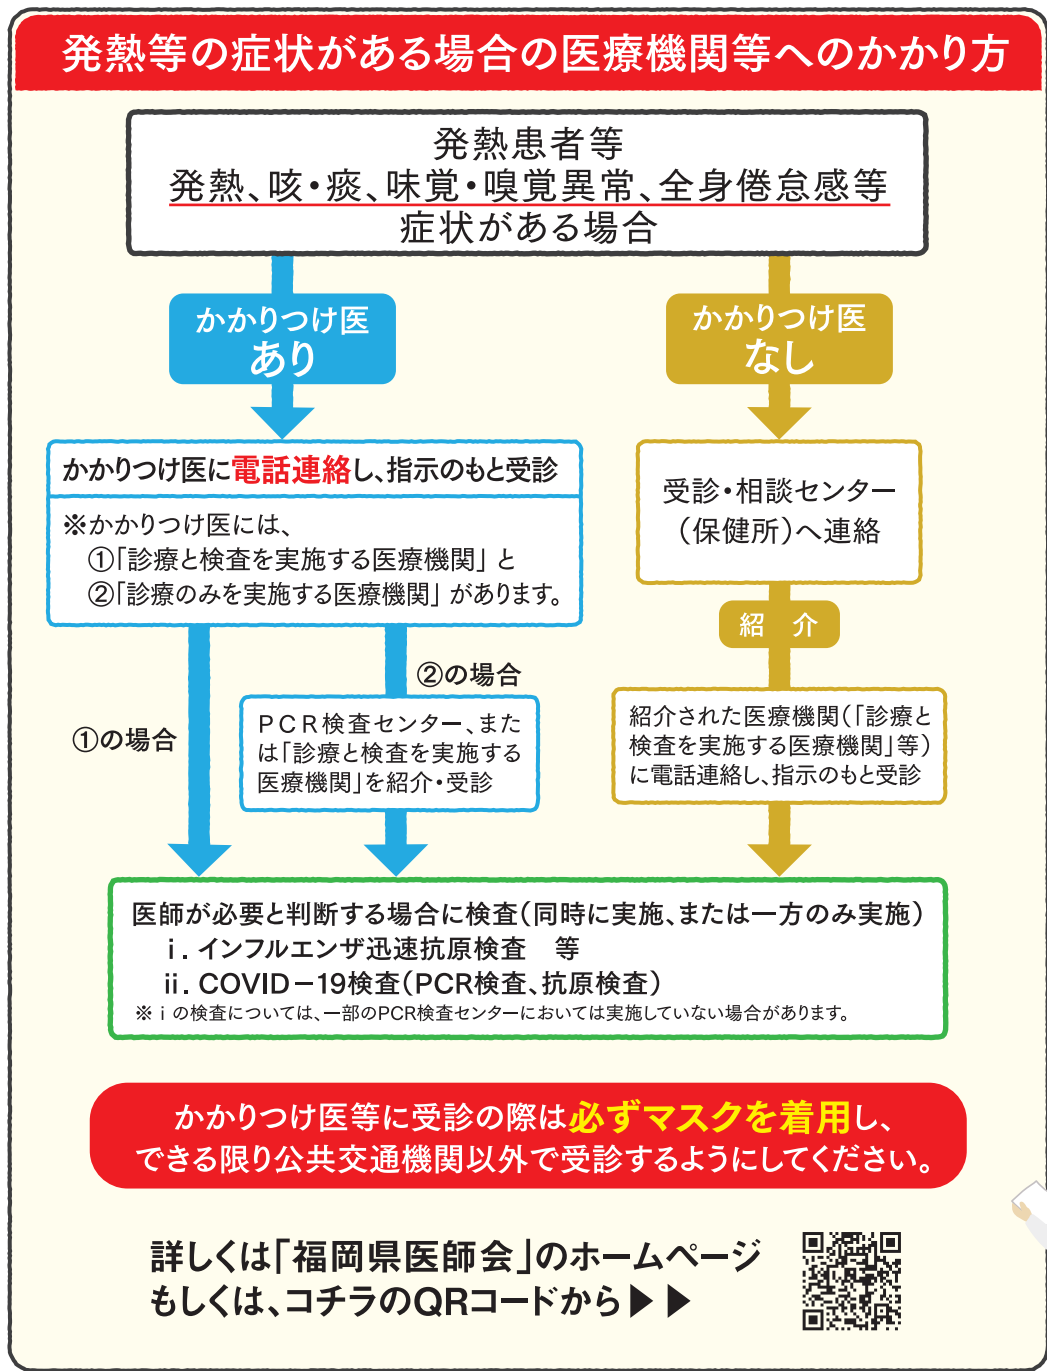 発熱等の症状がある場合の医療機関等へのかかり方
発熱患者等
発熱、咳・痰、味覚・嗅覚異常、全身倦怠感等
症状がある場合
かかりつけ医
あり
かかりつけ医
なし
かかりつけ医に電話連絡し、指示のもと受診
※かかりつけ医には、
①「診療と検査を実施する医療機関」と
②「診療のみを実施する医療機関」があります。
受診・相談センター
（保健所）へ連絡
紹　介
①の場合
②の場合
ＰＣＲ検査センター、また
は「診療と検査を実施する
医療機関」を紹介・受診
紹介された医療機関（「診療と
検査を実施する医療機関」等）
に電話連絡し、指示のもと受診
医師が必要と判断する場合に検査（同時に実施、または一方のみ実施）
ⅰ．インフルエンザ迅速抗原検査　等
ⅱ．COVID－19検査（PCR検査、抗原検査）
※ⅰの検査については、一部のPCR検査センターにおいては実施していない場合があります。
かかりつけ医等に受診の際は必ずマスクを着用し、
できる限り公共交通機関以外で受診するようにしてください。
詳しくは「福岡県医師会」のホームページ
もしくは、コチラのQRコードから▶▶